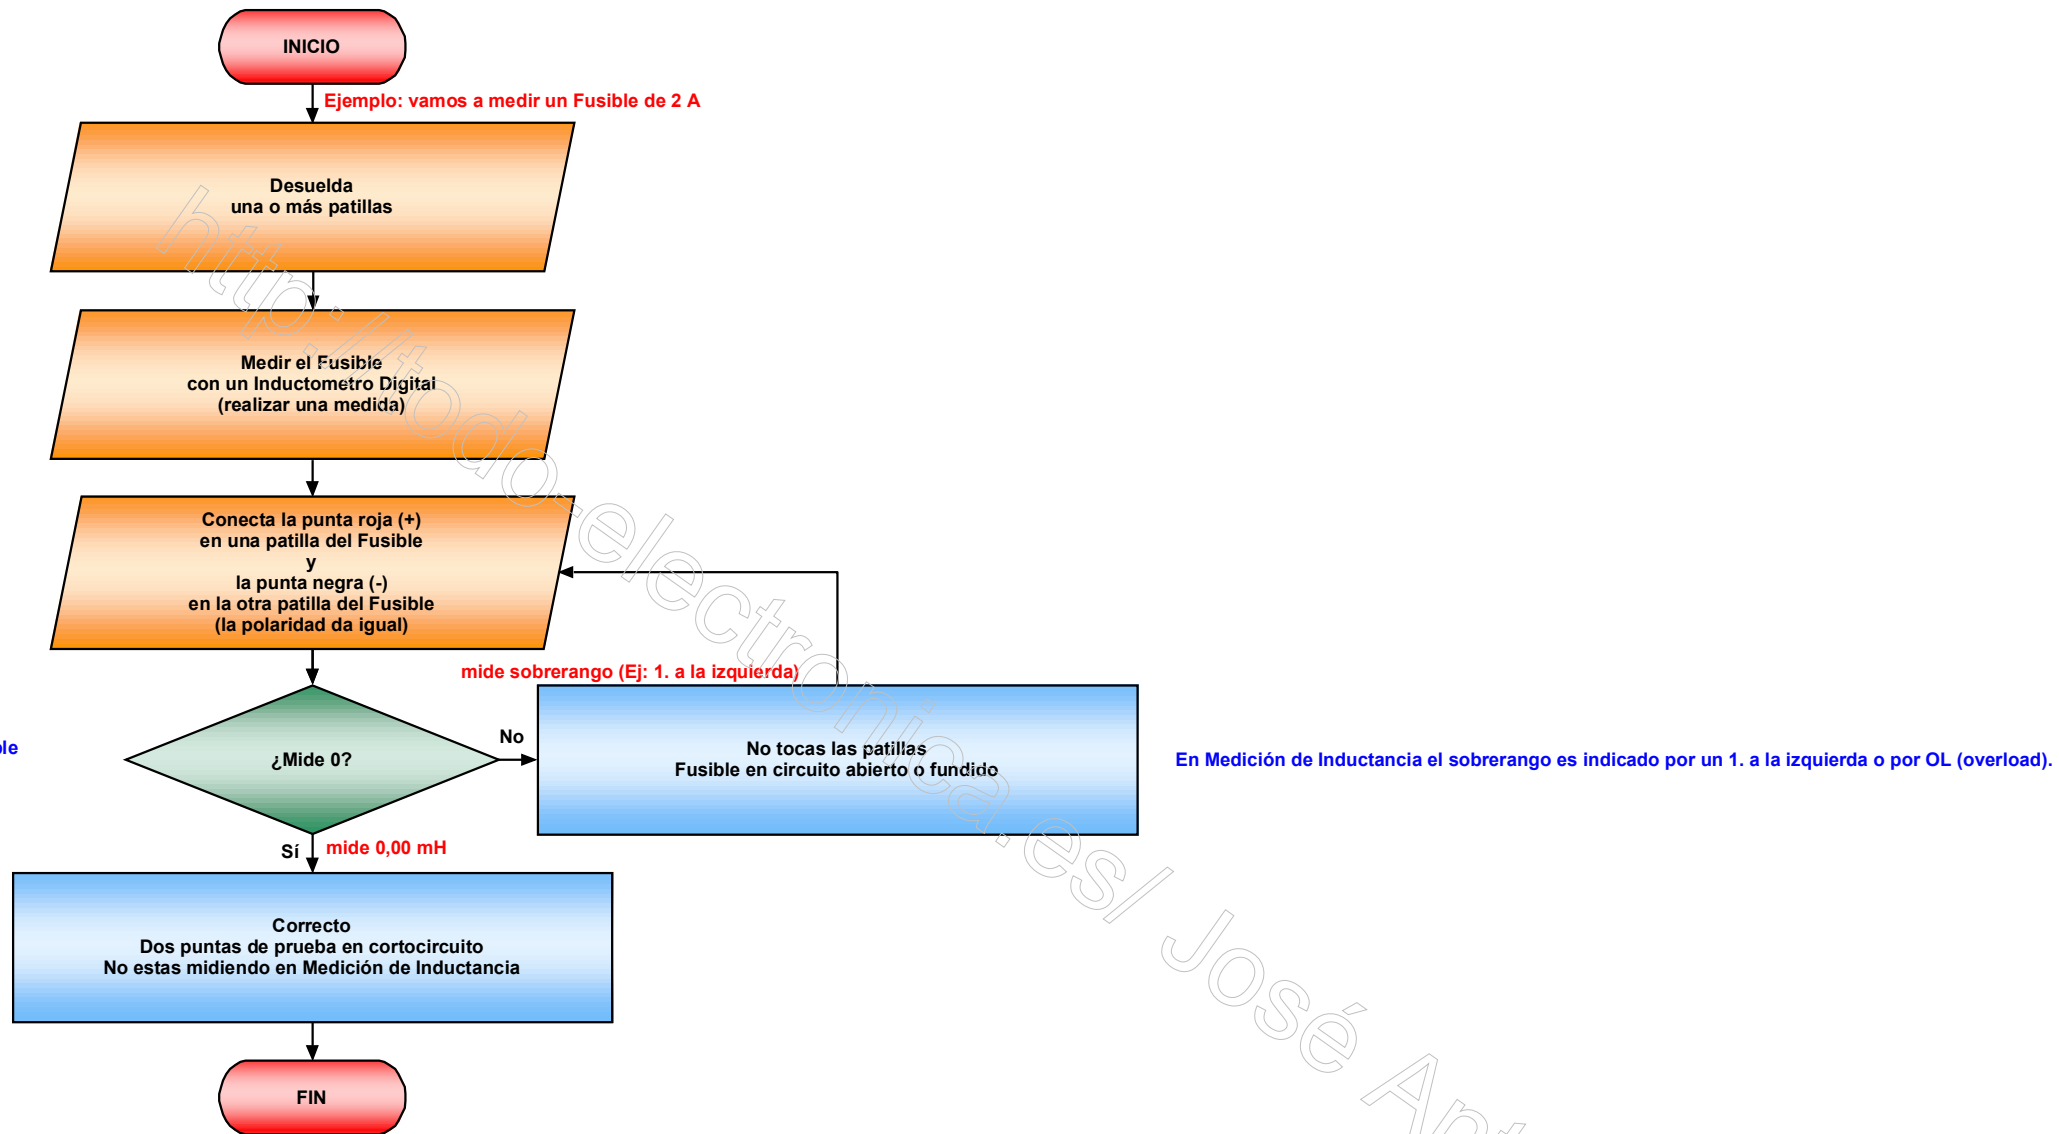 INICIO
Ejemplo: vamos a medir un Fusible de 2 A
Desuelda
una o más patillas
Medir el Fusible
con un Inductometro Digital
(realizar una medida)
Conecta la punta roja (+)
en una patilla del Fusible
y
la punta negra (-)
en la otra patilla del Fusible
(la polaridad da igual)
mide sobrerango (Ej: 1. a la izquierda)
¿Mide 0?
No
No tocas las patillas
Fusible en circuito abierto o fundido
En Medición de Inductancia el sobrerango es indicado por un 1. a la izquierda o por OL (overload).
Sí
mide 0,00 mH
Correcto
Dos puntas de prueba en cortocircuito
No estas midiendo en Medición de Inductancia
FIN
http://todo-electronica.es/ José